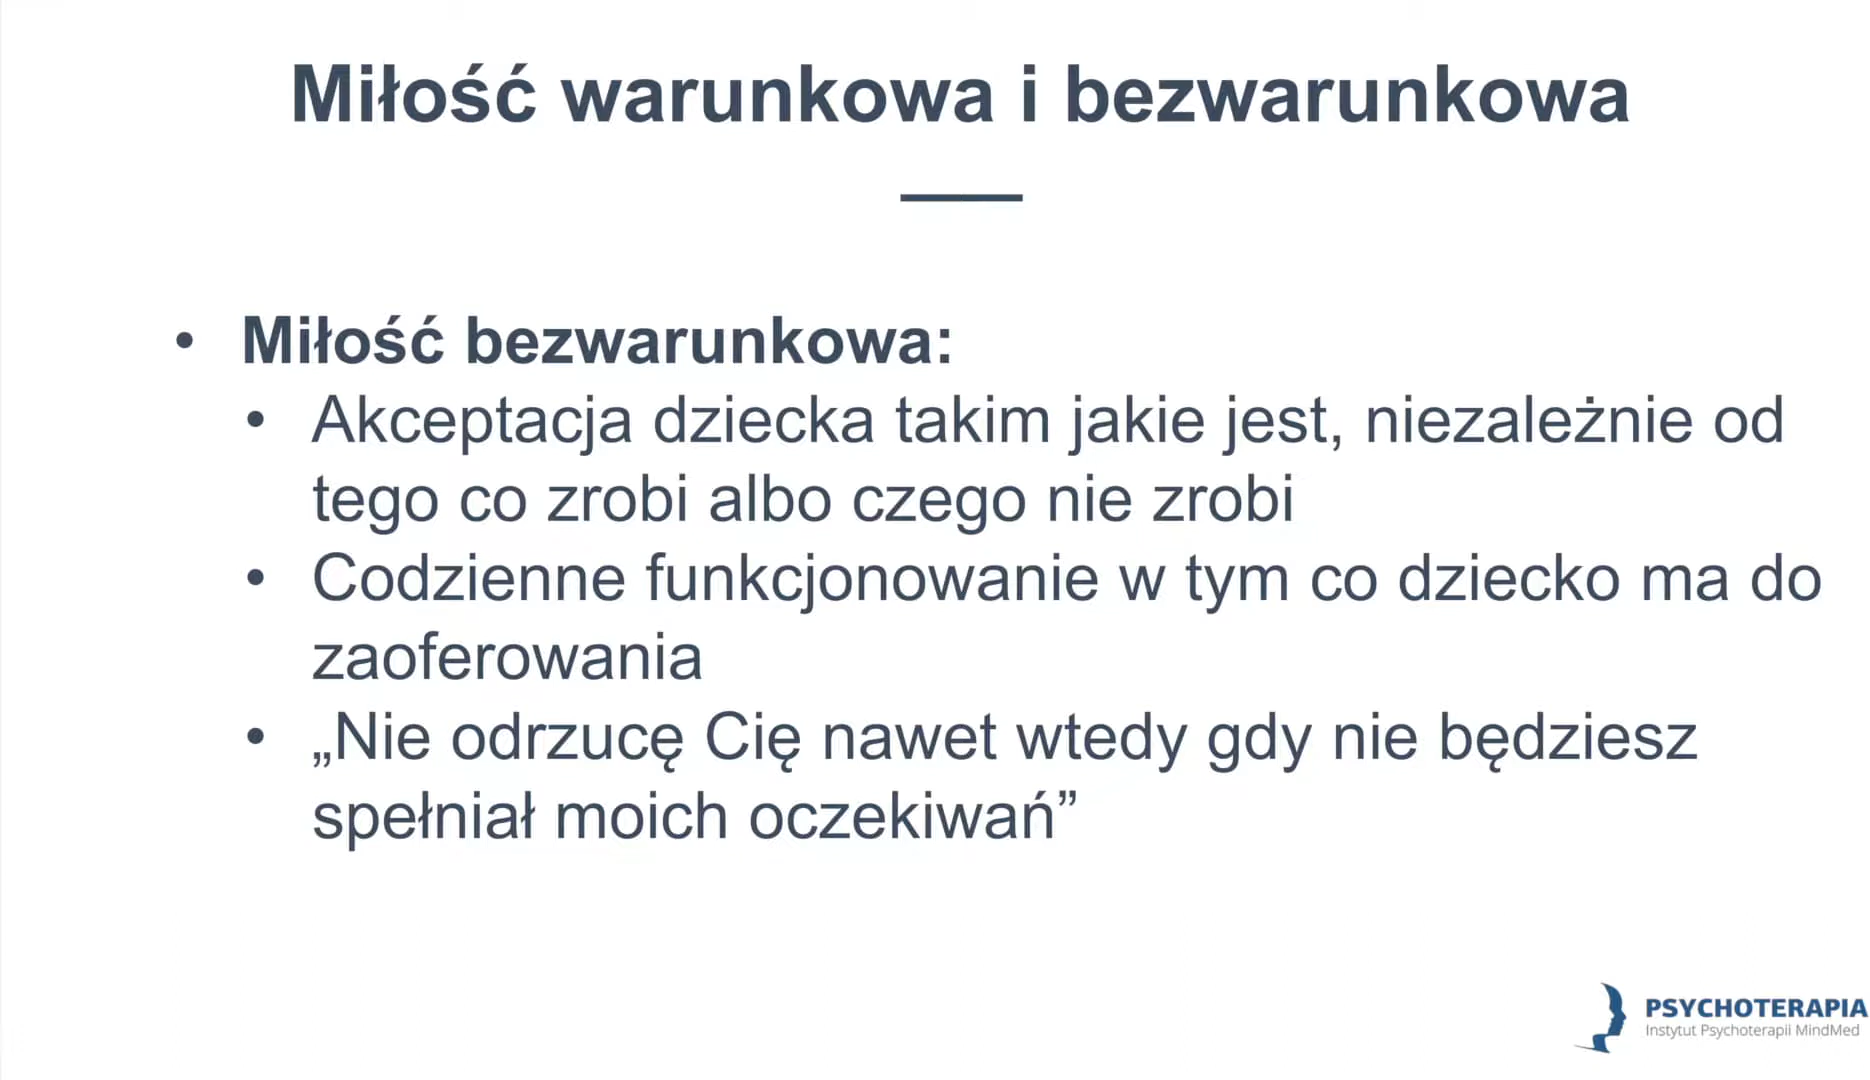 Miłość warunkowa i bezwarunkowa
• Miłość bezwarunkowa:
• Akceptacja dziecka takim jakie jest, niezależnie od
tego co zrobi albo czego nie zrobi
• Codzienne funkcjonowanie w tym co dziecko ma do
zaoferowania
• „Nie odrzucę Cię nawet wtedy gdy nie będziesz
spełniał moich oczekiwań”
PSYCHOTERAPIA
Instytut Psychoterapii MindMed